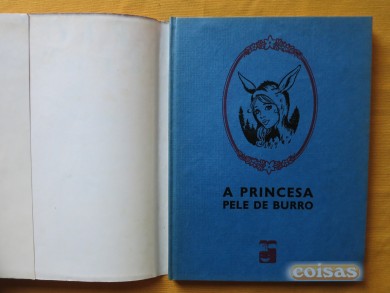 A PRINCESA
PELE DE BURRO
coisas